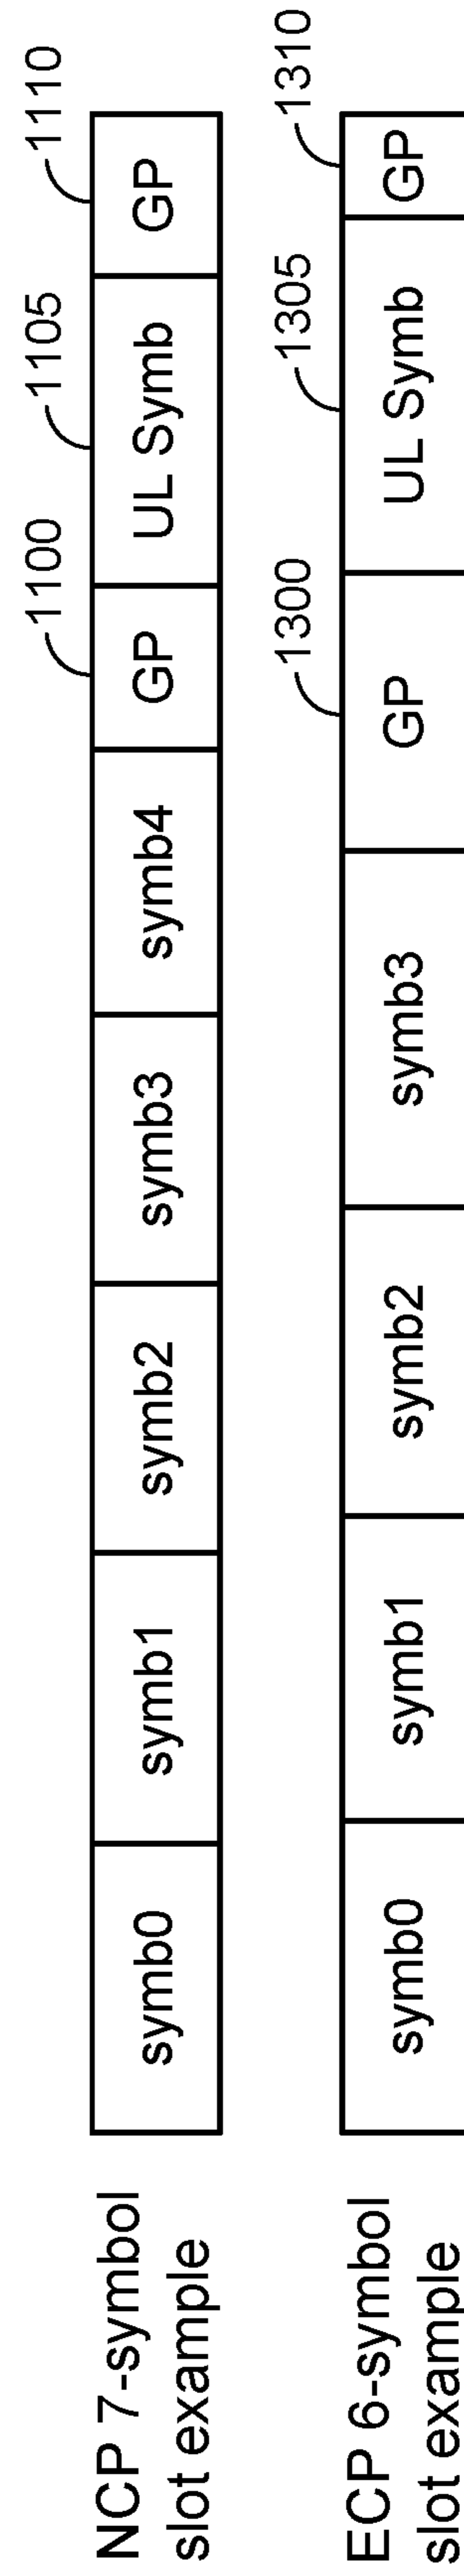 1100
1105
1110
NCP 7-symbol
slot example
symb0
symb1
symb2
symb3
symb4
GP
UL Symb
GP
1300
1305
1310
ECP 6-symbol
slot example
symb0
symb1
symb2
symb3
GP
UL Symb
GP